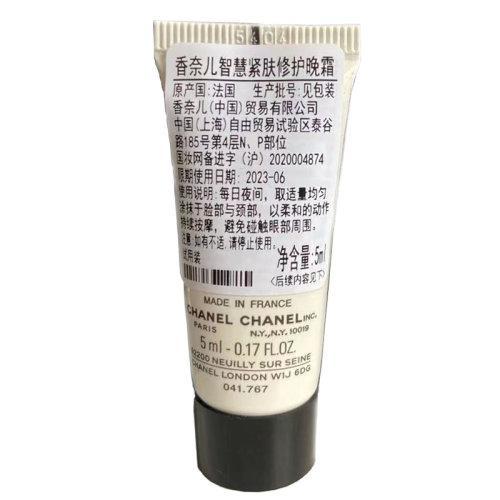 5404
香奈儿智慧紧肤修护晚霜
原产国:法国 生产批号:见包装
香奈儿(中国)贸易有限公司
中国(上海)自由贸易试验区泰谷
路185号第4层N、P部位
国妆网备进字(沪)2020004874
限期使用日期: 2023-06
使用说明: 每日夜间, 取适量均匀
涂抹于脸部与颈部, 以柔和的动作
持续按摩, 避免碰触眼部周围。
注意:如有不适,请停止使用。
试用装 净含量:5ml
<后续内容见下>
MADE IN FRANCE
CHANEL CHANEL INC.
PARIS N.Y., N.Y. 10019
5 ml - 0.17 FL.OZ.
92200 NEUILLY SUR SEINE
CHANEL LONDON W1J 6DG
041.767